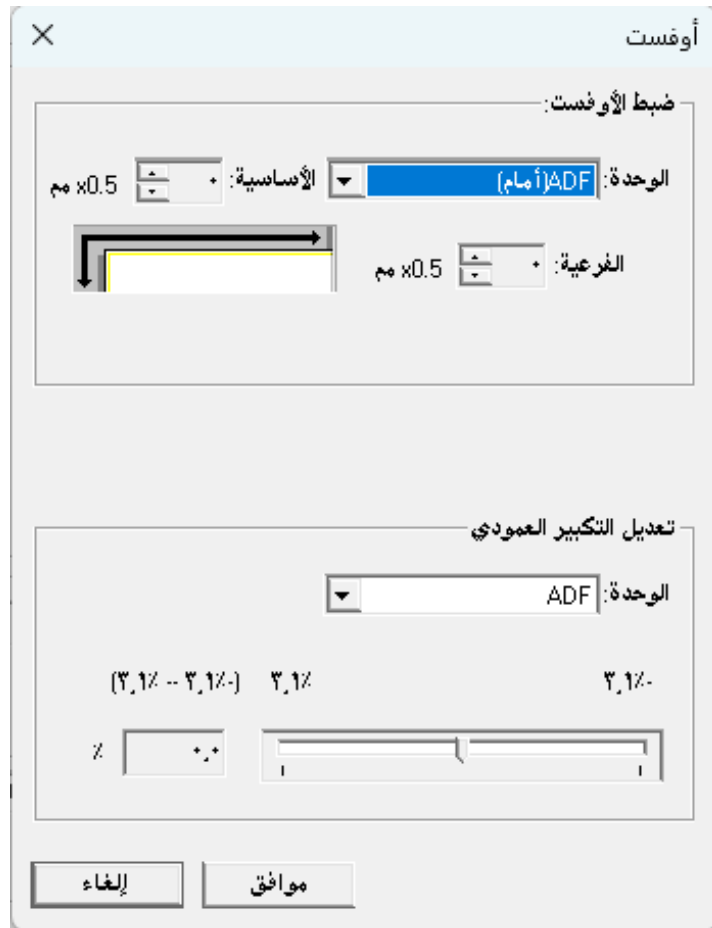 أوفست
ضبط الأوفست:
الوحدة: ADF(أمام) الأساسية: ٠ x0.5 مم
الفرعية: ٠ x0.5 مم
تعديل التكبير العمودي
الوحدة: ADF
-٣,١٪ ٣,١٪ (-٣,١٪ -- ٣,١٪)
٠,٠ ٪
موافق إلغاء